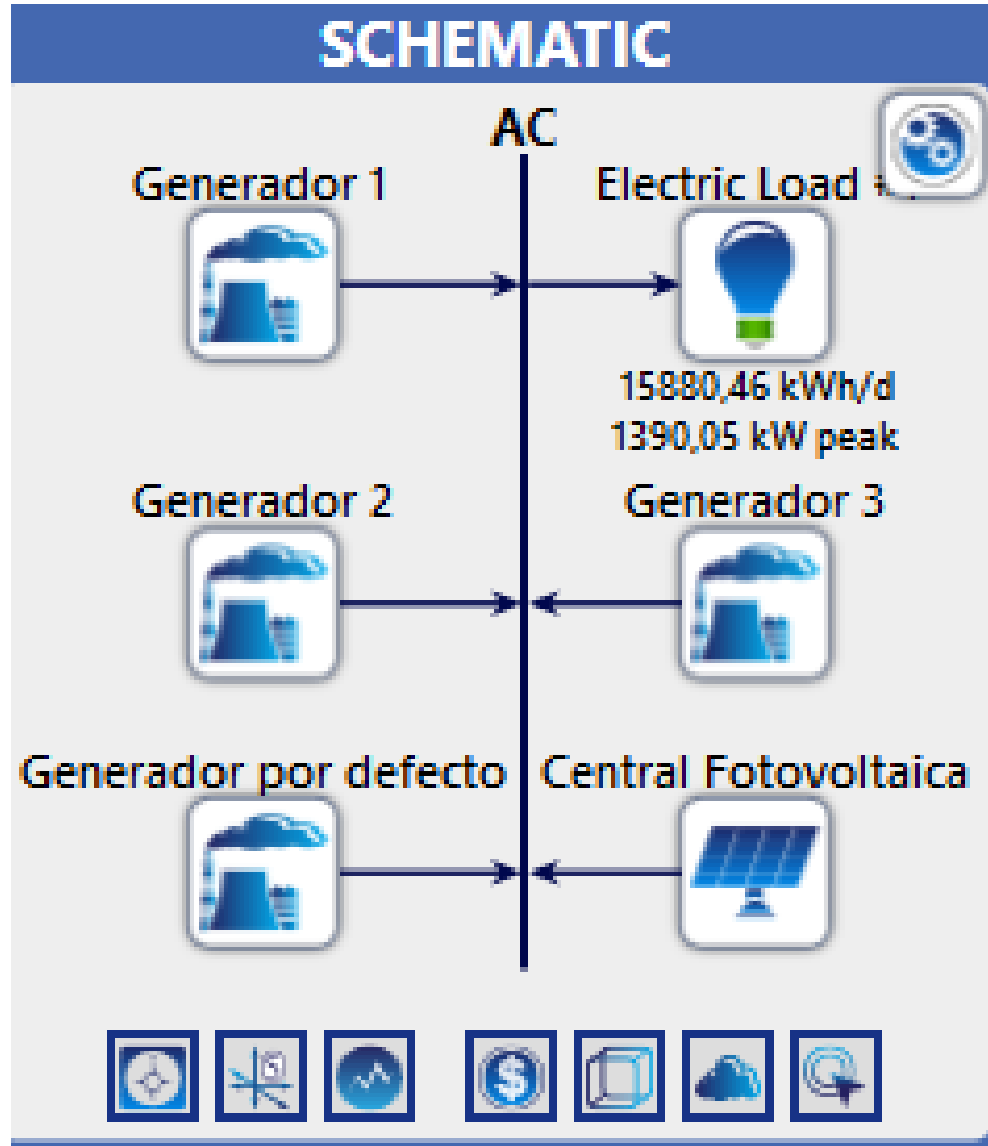 SCHEMATIC
AC
Generador 1
Electric Load
15880,46 kWh/d
1390,05 kW peak
Generador 2
Generador 3
Generador por defecto
Central Fotovoltaica
$